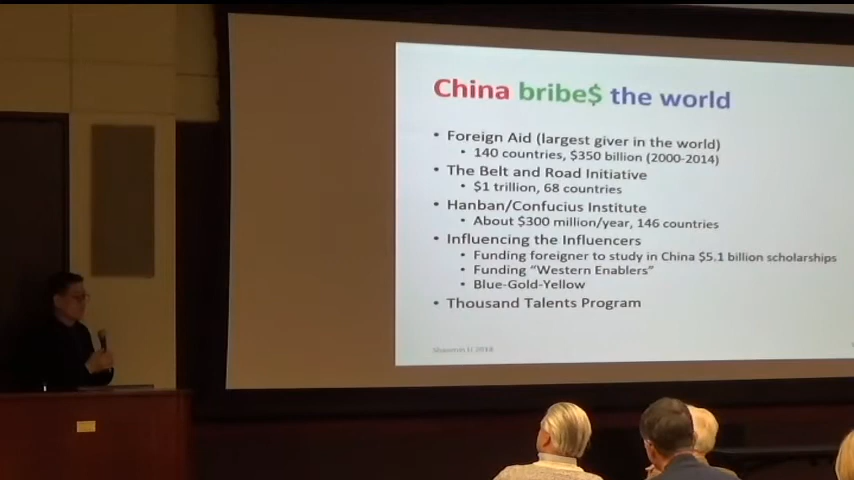 China bribe$ the world
• Foreign Aid (largest giver in the world)
• 140 countries, $350 billion (2000-2014)
• The Belt and Road Initiative
• $1 trillion, 68 countries
• Hanban/Confucius Institute
• About $300 million/year, 146 countries
• Influencing the Influencers
• Funding foreigner to study in China $5.1 billion scholarships
• Funding "Western Enablers"
• Blue-Gold-Yellow
• Thousand Talents Program